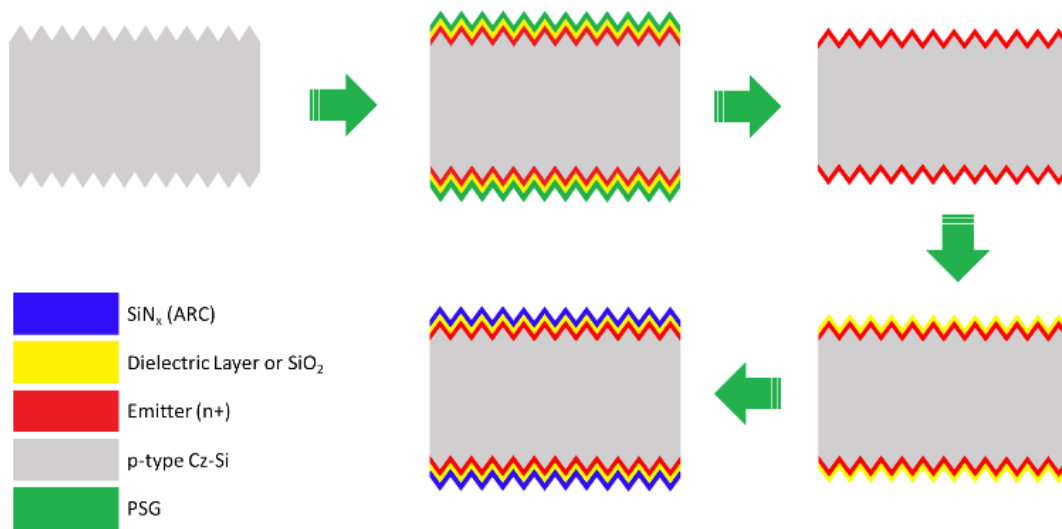 SiNₓ (ARC)
Dielectric Layer or SiO₂
Emitter (n+)
p-type Cz-Si
PSG